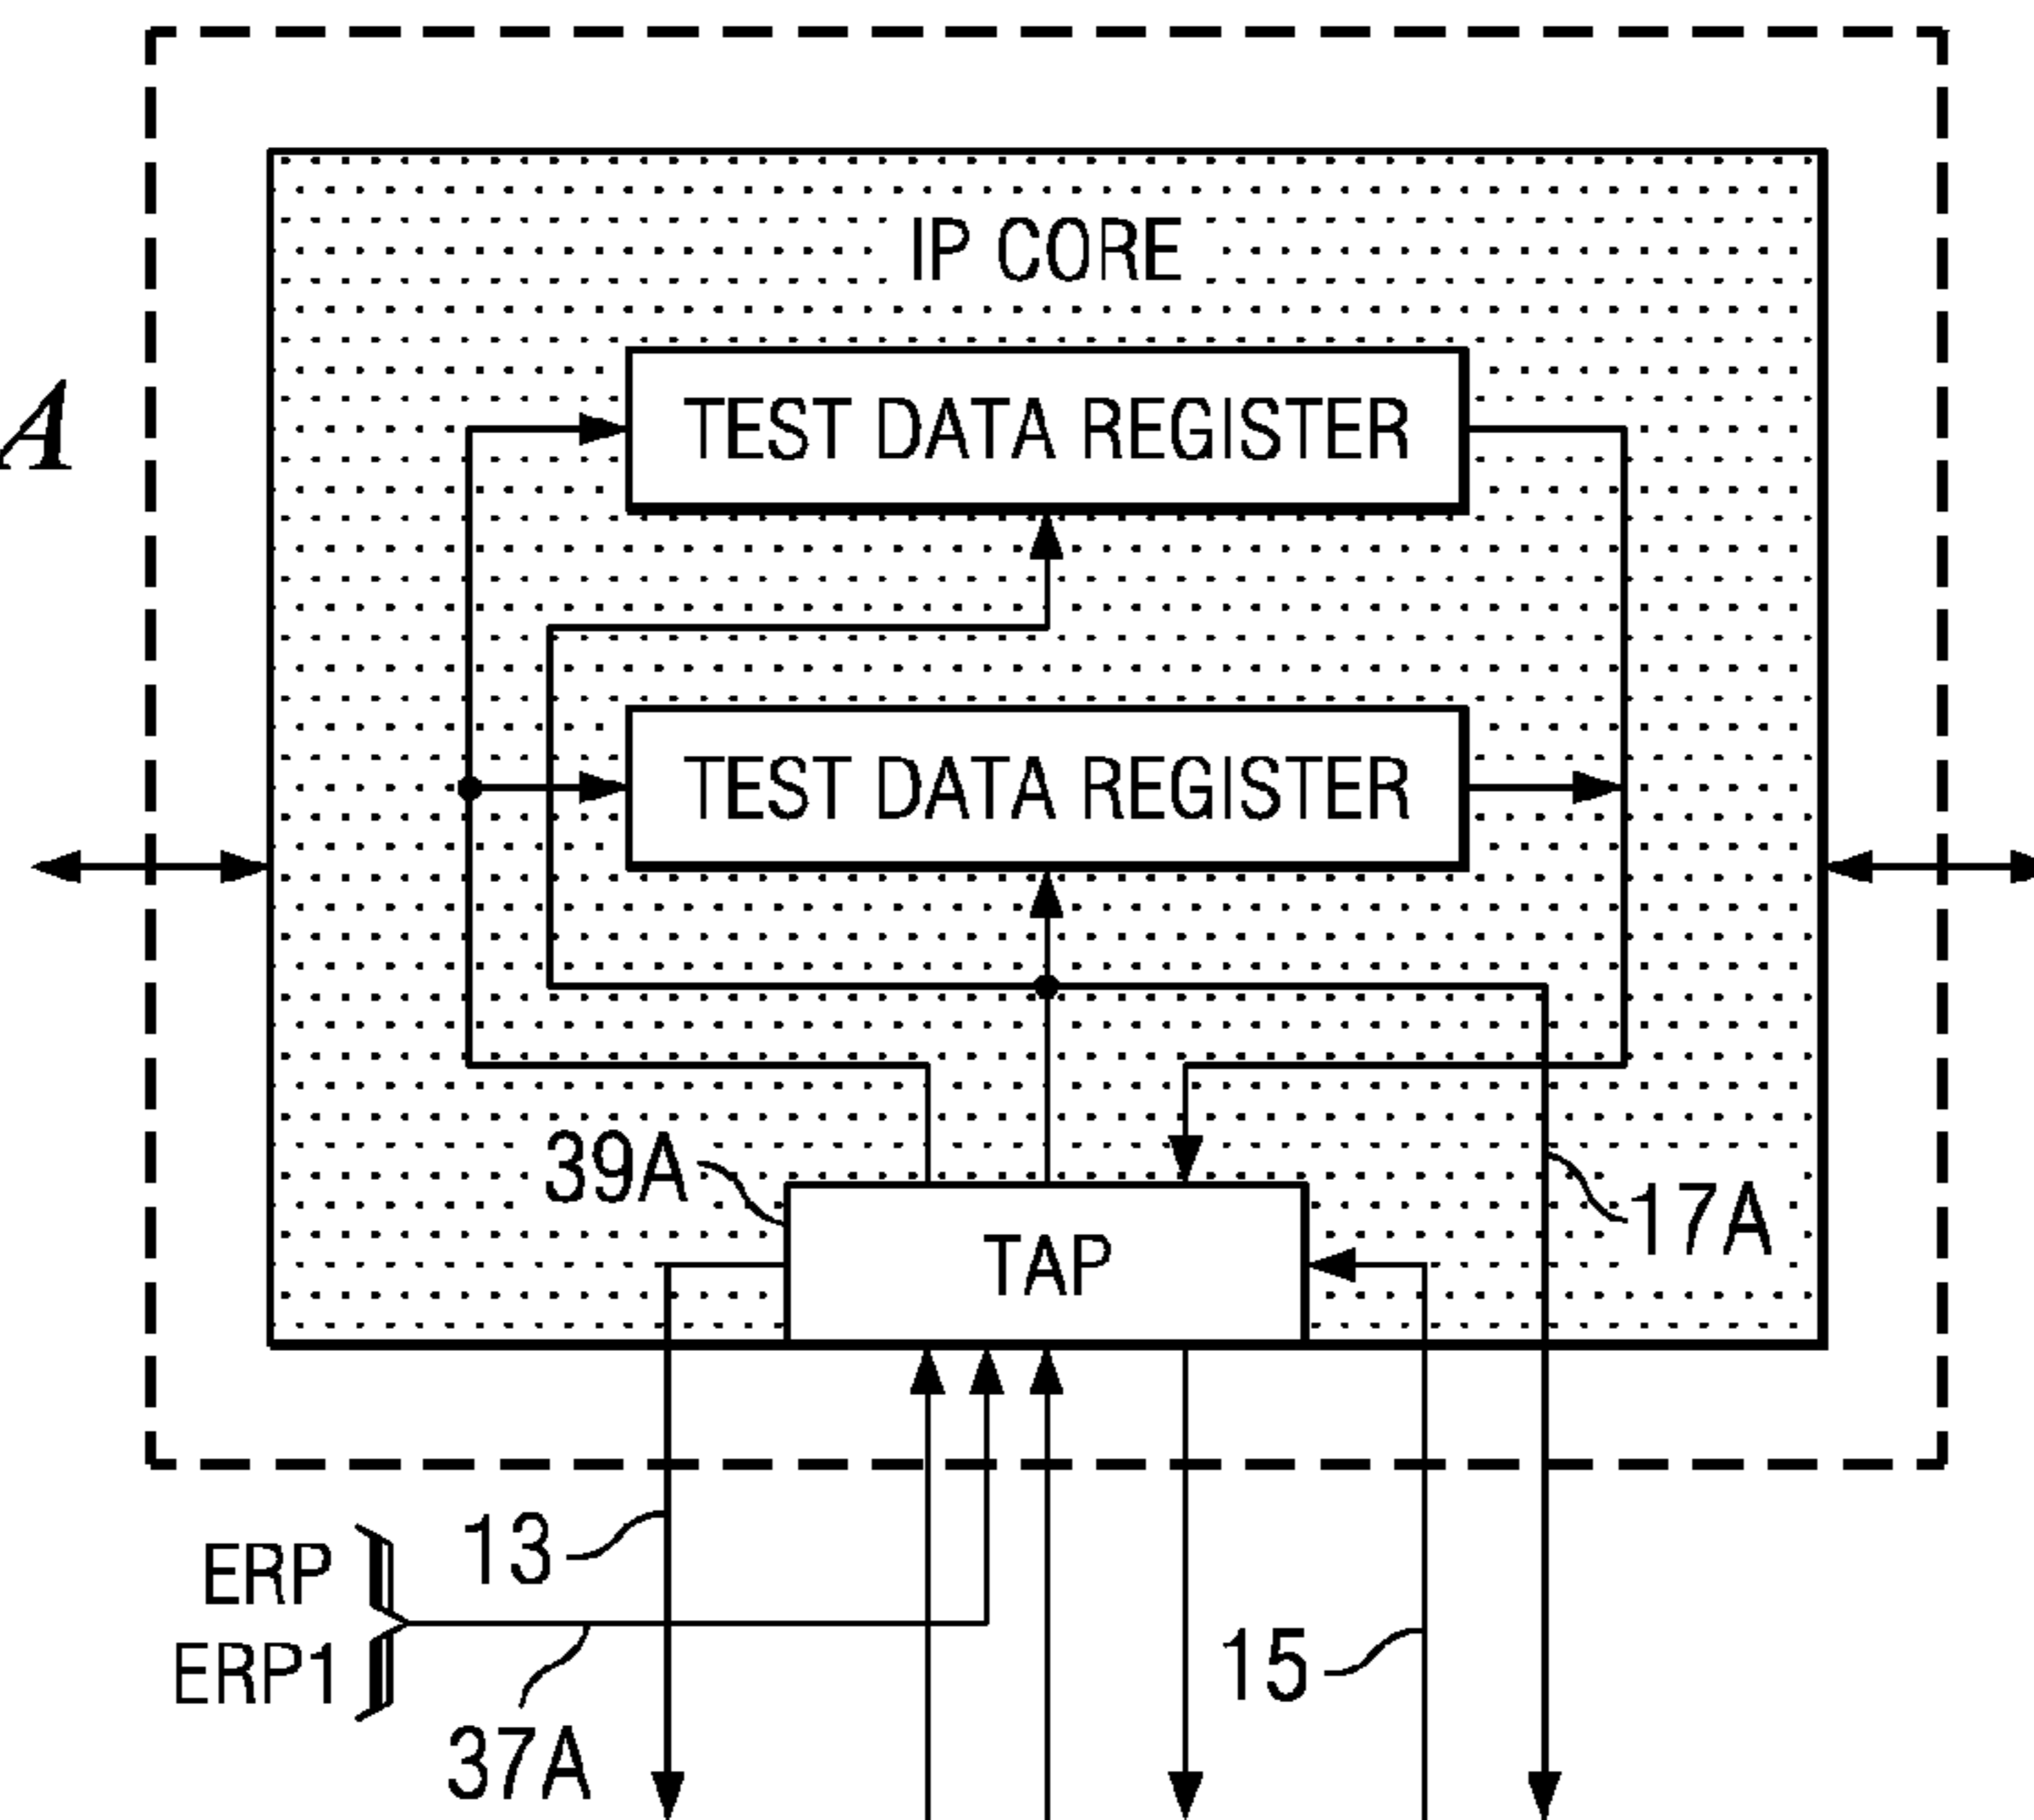 A
IP CORE
TEST DATA REGISTER
TEST DATA REGISTER
39A
17A
TAP
13
ERP
ERP1
15
37A